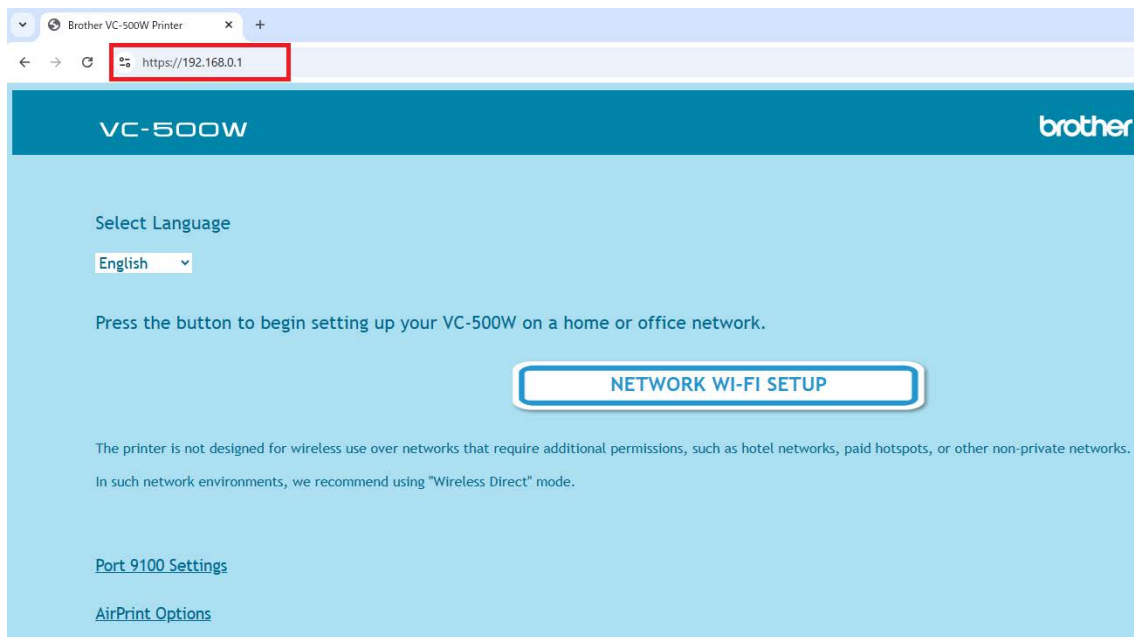 Brother VC-500W Printer
https://192.168.0.1
VC-500W
brother
Select Language
English
Press the button to begin setting up your VC-500W on a home or office network.
NETWORK WI-FI SETUP
The printer is not designed for wireless use over networks that require additional permissions, such as hotel networks, paid hotspots, or other non-private networks.
In such network environments, we recommend using "Wireless Direct" mode.
Port 9100 Settings
AirPrint Options